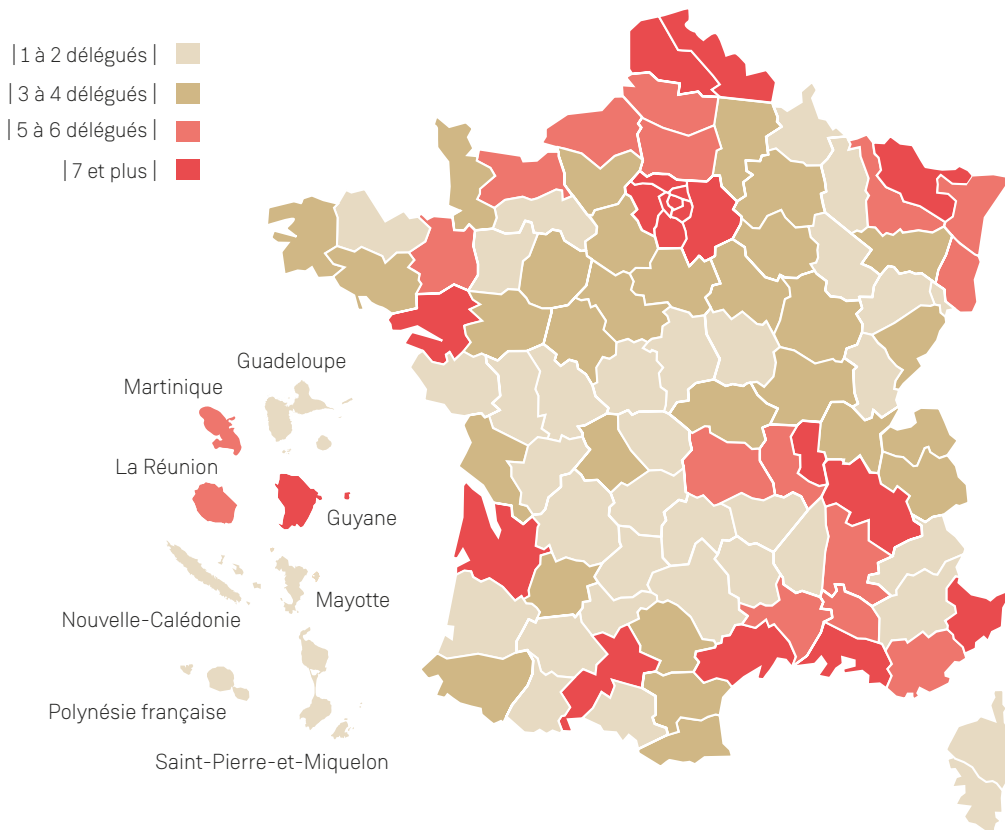 |1 à 2 délégués|
|3 à 4 délégués|
|5 à 6 délégués|
|7 et plus|
Guadeloupe
Martinique
La Réunion
Guyane
Mayotte
Nouvelle-Calédonie
Polynésie française
Saint-Pierre-et-Miquelon